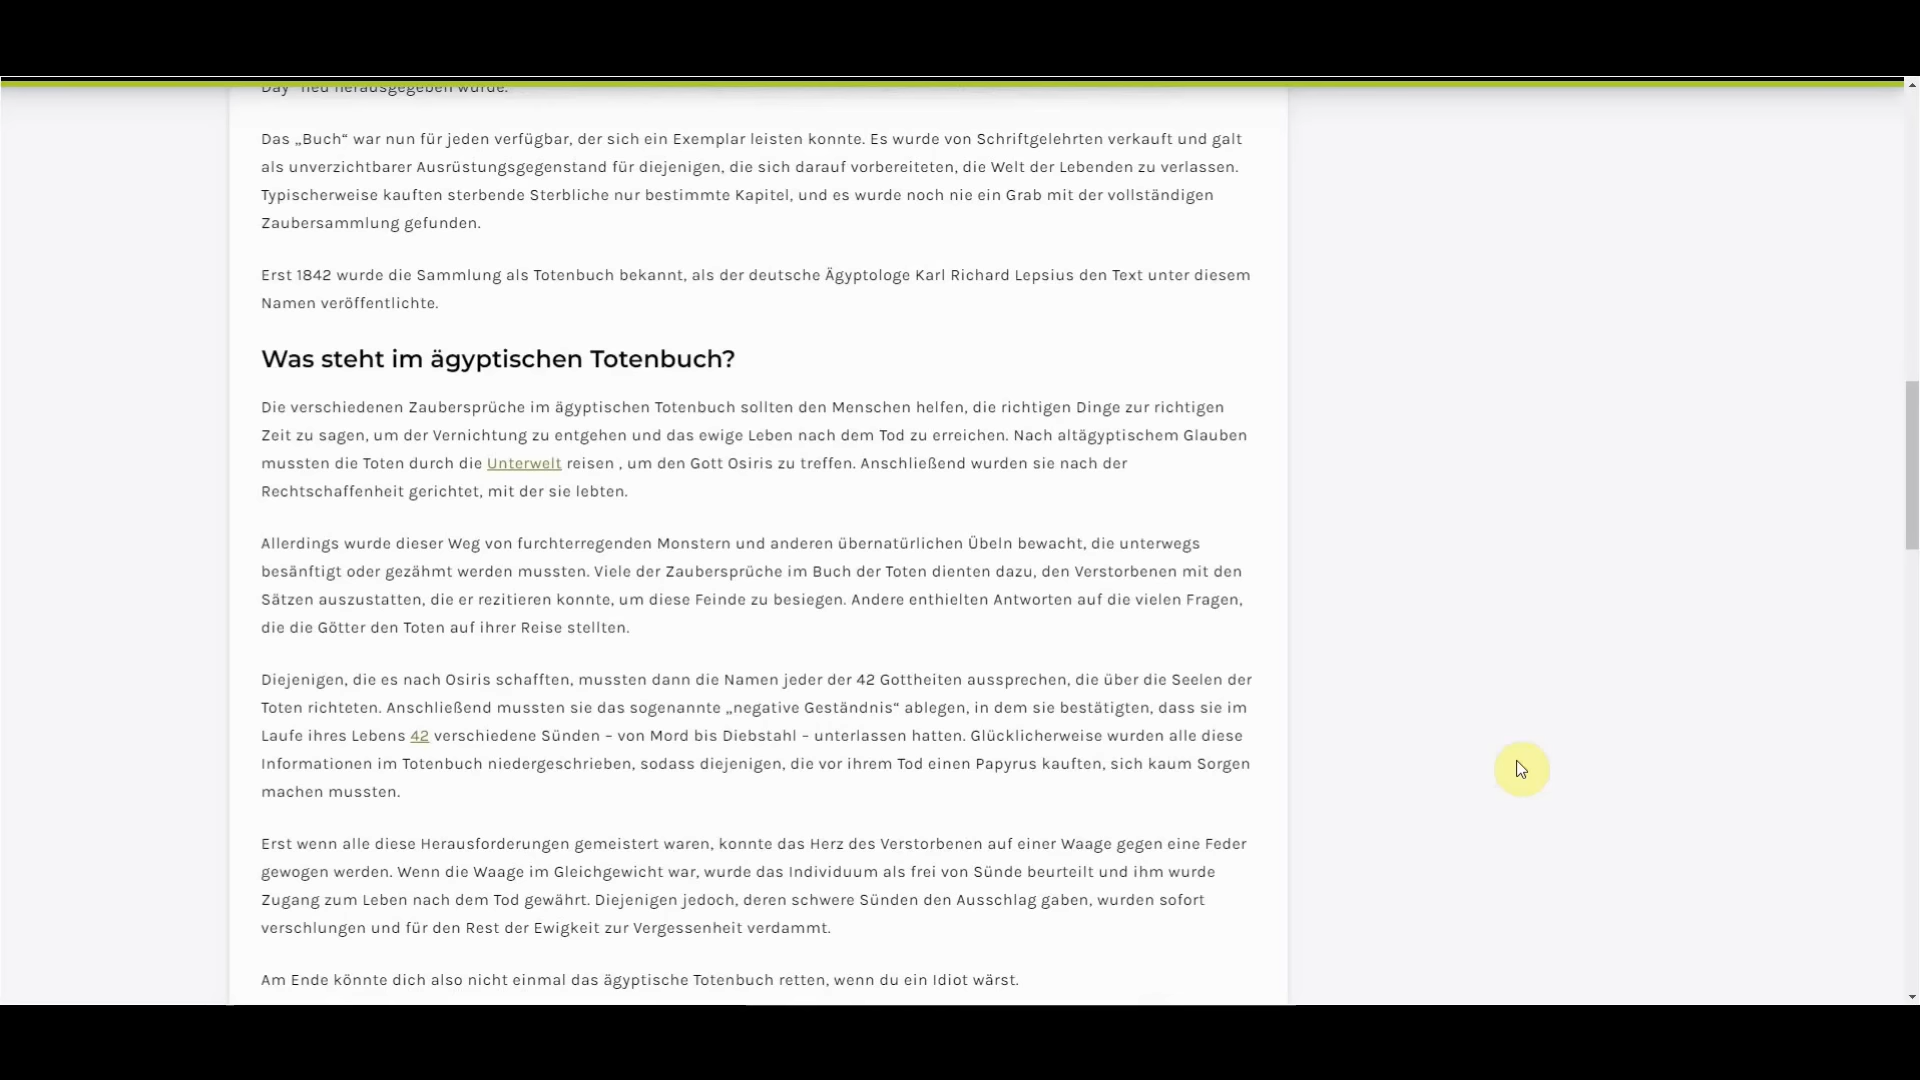 Day“ neu herausgegeben wurde.
Das „Buch“ war nun für jeden verfügbar, der sich ein Exemplar leisten konnte. Es wurde von Schriftgelehrten verkauft und galt
als unverzichtbarer Ausrüstungsgegenstand für diejenigen, die sich darauf vorbereiteten, die Welt der Lebenden zu verlassen.
Typischerweise kauften sterbende Sterbliche nur bestimmte Kapitel, und es wurde noch nie ein Grab mit der vollständigen
Zaubersammlung gefunden.
Erst 1842 wurde die Sammlung als Totenbuch bekannt, als der deutsche Ägyptologe Karl Richard Lepsius den Text unter diesem
Namen veröffentlichte.
Was steht im ägyptischen Totenbuch?
Die verschiedenen Zaubersprüche im ägyptischen Totenbuch sollten den Menschen helfen, die richtigen Dinge zur richtigen
Zeit zu sagen, um der Vernichtung zu entgehen und das ewige Leben nach dem Tod zu erreichen. Nach altägyptischem Glauben
mussten die Toten durch die Unterwelt reisen , um den Gott Osiris zu treffen. Anschließend wurden sie nach der
Rechtschaffenheit gerichtet, mit der sie lebten.
Allerdings wurde dieser Weg von furchterregenden Monstern und anderen übernatürlichen Übeln bewacht, die unterwegs
besänftigt oder gezähmt werden mussten. Viele der Zaubersprüche im Buch der Toten dienten dazu, den Verstorbenen mit den
Sätzen auszustatten, die er rezitieren konnte, um diese Feinde zu besiegen. Andere enthielten Antworten auf die vielen Fragen,
die die Götter den Toten auf ihrer Reise stellten.
Diejenigen, die es nach Osiris schafften, mussten dann die Namen jeder der 42 Gottheiten aussprechen, die über die Seelen der
Toten richteten. Anschließend mussten sie das sogenannte „negative Geständnis“ ablegen, in dem sie bestätigten, dass sie im
Laufe ihres Lebens 42 verschiedene Sünden – von Mord bis Diebstahl – unterlassen hatten. Glücklicherweise wurden alle diese
Informationen im Totenbuch niedergeschrieben, sodass diejenigen, die vor ihrem Tod einen Papyrus kauften, sich kaum Sorgen
machen mussten.
Erst wenn alle diese Herausforderungen gemeistert waren, konnte das Herz des Verstorbenen auf einer Waage gegen eine Feder
gewogen werden. Wenn die Waage im Gleichgewicht war, wurde das Individuum als frei von Sünde beurteilt und ihm wurde
Zugang zum Leben nach dem Tod gewährt. Diejenigen jedoch, deren schwere Sünden den Ausschlag gaben, wurden sofort
verschlungen und für den Rest der Ewigkeit zur Vergessenheit verdammt.
Am Ende könnte dich also nicht einmal das ägyptische Totenbuch retten, wenn du ein Idiot wärst.